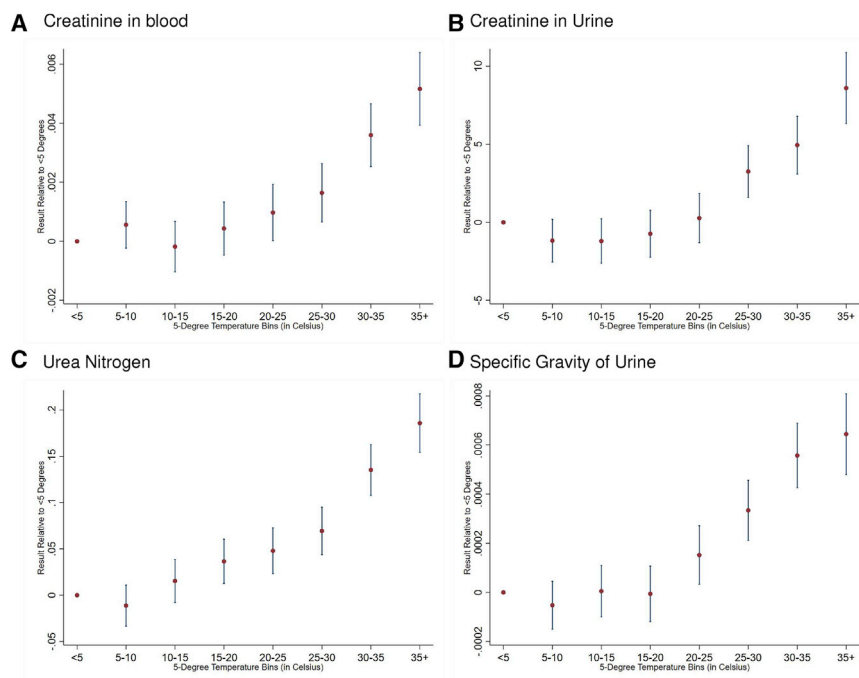 A Creatinine in blood
Result Relative to <5 Degrees
.006
.004
.002
0
-.002
<5 5-10 10-15 15-20 20-25 25-30 30-35 35+
5-Degree Temperature Bins (in Celsius)
B Creatinine in Urine
Result Relative to <5 Degrees
10
5
0
-5
<5 5-10 10-15 15-20 20-25 25-30 30-35 35+
5-Degree Temperature Bins (in Celsius)
C Urea Nitrogen
Result Relative to <5 Degrees
.2
.15
.1
.05
0
-.05
<5 5-10 10-15 15-20 20-25 25-30 30-35 35+
5-Degree Temperature Bins (in Celsius)
D Specific Gravity of Urine
Result Relative to <5 Degrees
.0008
.0006
.0004
.0002
0
-.0002
<5 5-10 10-15 15-20 20-25 25-30 30-35 35+
5-Degree Temperature Bins (in Celsius)